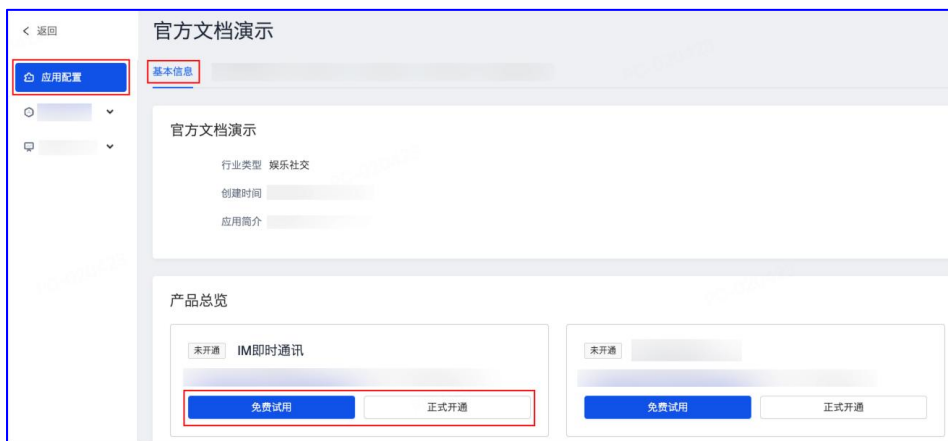 返回
官方文档演示
应用配置
基本信息
官方文档演示
行业类型 娱乐社交
创建时间
应用简介
产品总览
未开通 IM即时通讯
未开通
免费试用 正式开通
免费试用 正式开通